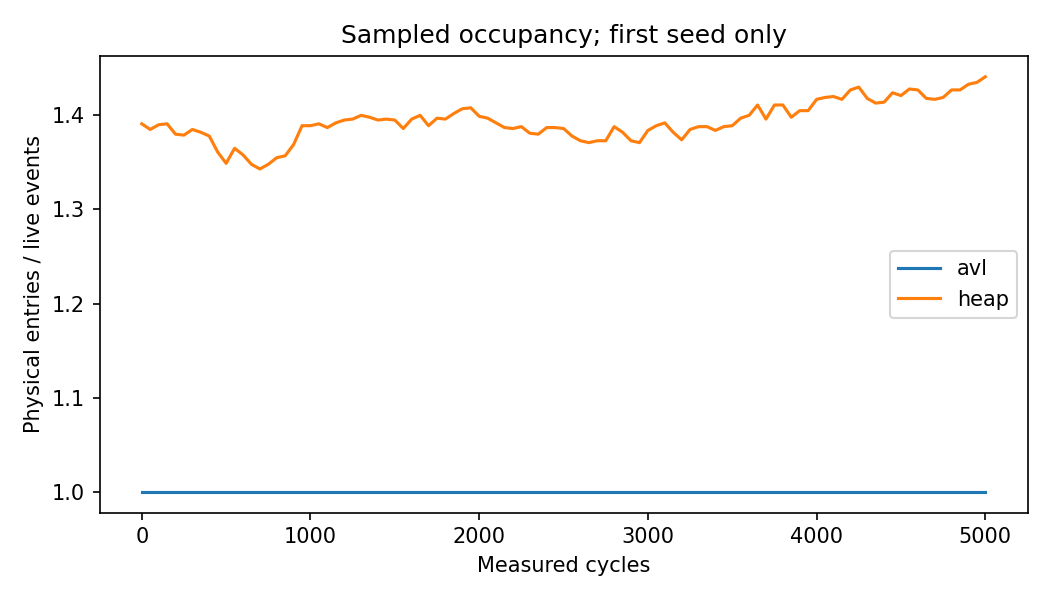 Sampled occupancy; first seed only
Physical entries / live events
1.4
1.3
1.2
1.1
1.0
avl
heap
0 1000 2000 3000 4000 5000
Measured cycles